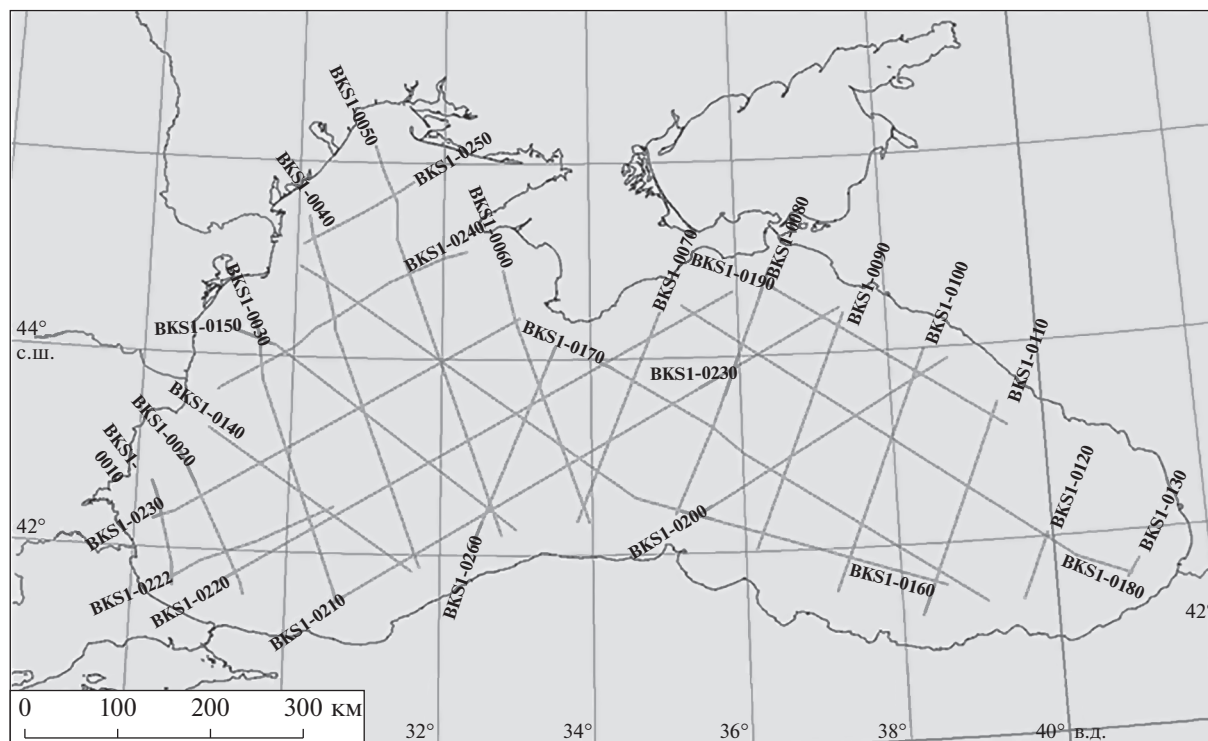 BKS1-0050
BKS1-0250
BKS1-0040
BKS1-0060
BKS1-0240
BKS1-0080
BKS1-0070
BKS1-0190
BKS1-0090
BKS1-0100
BKS1-0030
BKS1-0150
44°
с.ш.
BKS1-0170
BKS1-0230
BKS1-0110
BKS1-0140
BKS1-0020
BKS1-
0010
BKS1-0230
42°
BKS1-0120
BKS1-0130
BKS1-0200
BKS1-0260
BKS1-0222
BKS1-0220
BKS1-0210
BKS1-0160
BKS1-0180
42°
0 100 200 300 км
32° 34° 36° 38° 40° в.д.